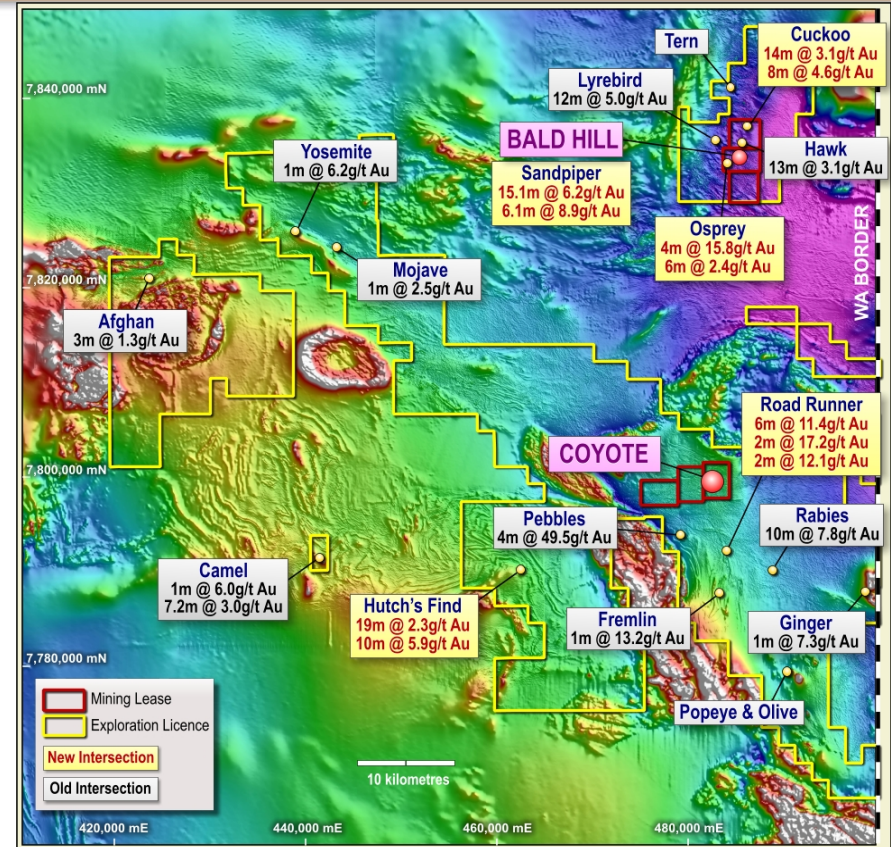 Cuckoo
14m @ 3.1g/t Au
8m @ 4.6g/t Au
Tern
Lyrebird
12m @ 5.0g/t Au
7,840,000 mN
BALD HILL
Hawk
13m @ 3.1g/t Au
Yosemite
1m @ 6.2g/t Au
Sandpiper
15.1m @ 6.2g/t Au
6.1m @ 8.9g/t Au
Osprey
4m @ 15.8g/t Au
6m @ 2.4g/t Au
WA BORDER
Mojave
1m @ 2.5g/t Au
7,820,000 mN
Afghan
3m @ 1.3g/t Au
Road Runner
6m @ 11.4g/t Au
2m @ 17.2g/t Au
2m @ 12.1g/t Au
COYOTE
7,800,000 mN
Pebbles
4m @ 49.5g/t Au
Rabies
10m @ 7.8g/t Au
Camel
1m @ 6.0g/t Au
7.2m @ 3.0g/t Au
Hutch's Find
19m @ 2.3g/t Au
10m @ 5.9g/t Au
Fremlin
1m @ 13.2g/t Au
Ginger
1m @ 7.3g/t Au
7,780,000 mN
Popeye & Olive
Mining Lease
Exploration Licence
New Intersection
Old Intersection
10 kilometres
420,000 mE
440,000 mE
460,000 mE
480,000 mE